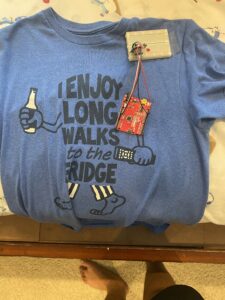 I ENJOY
LONG
WALKS
to the
FRIDGE